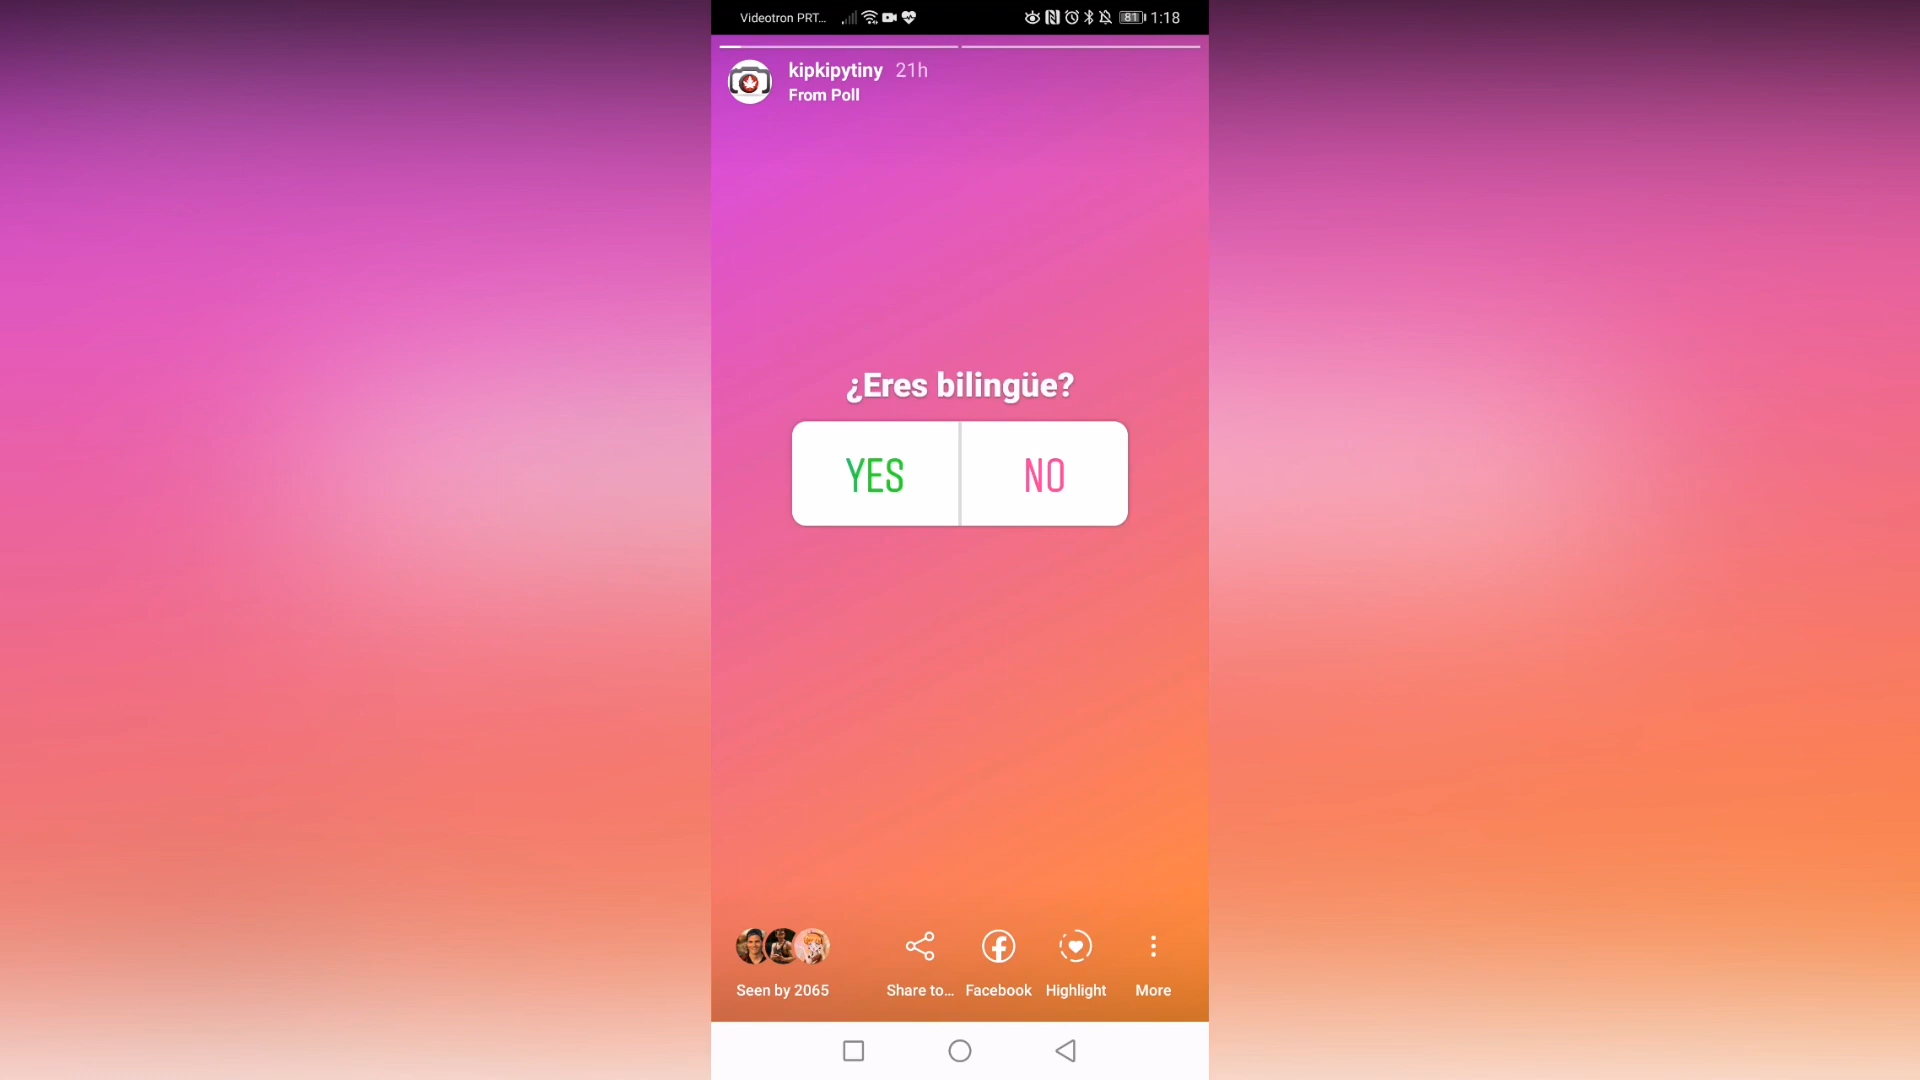 Videotron PRT... 81 1:18
kipkipytiny 21h
From Poll
¿Eres bilingüe?
YES NO
Seen by 2065 Share to... Facebook Highlight More